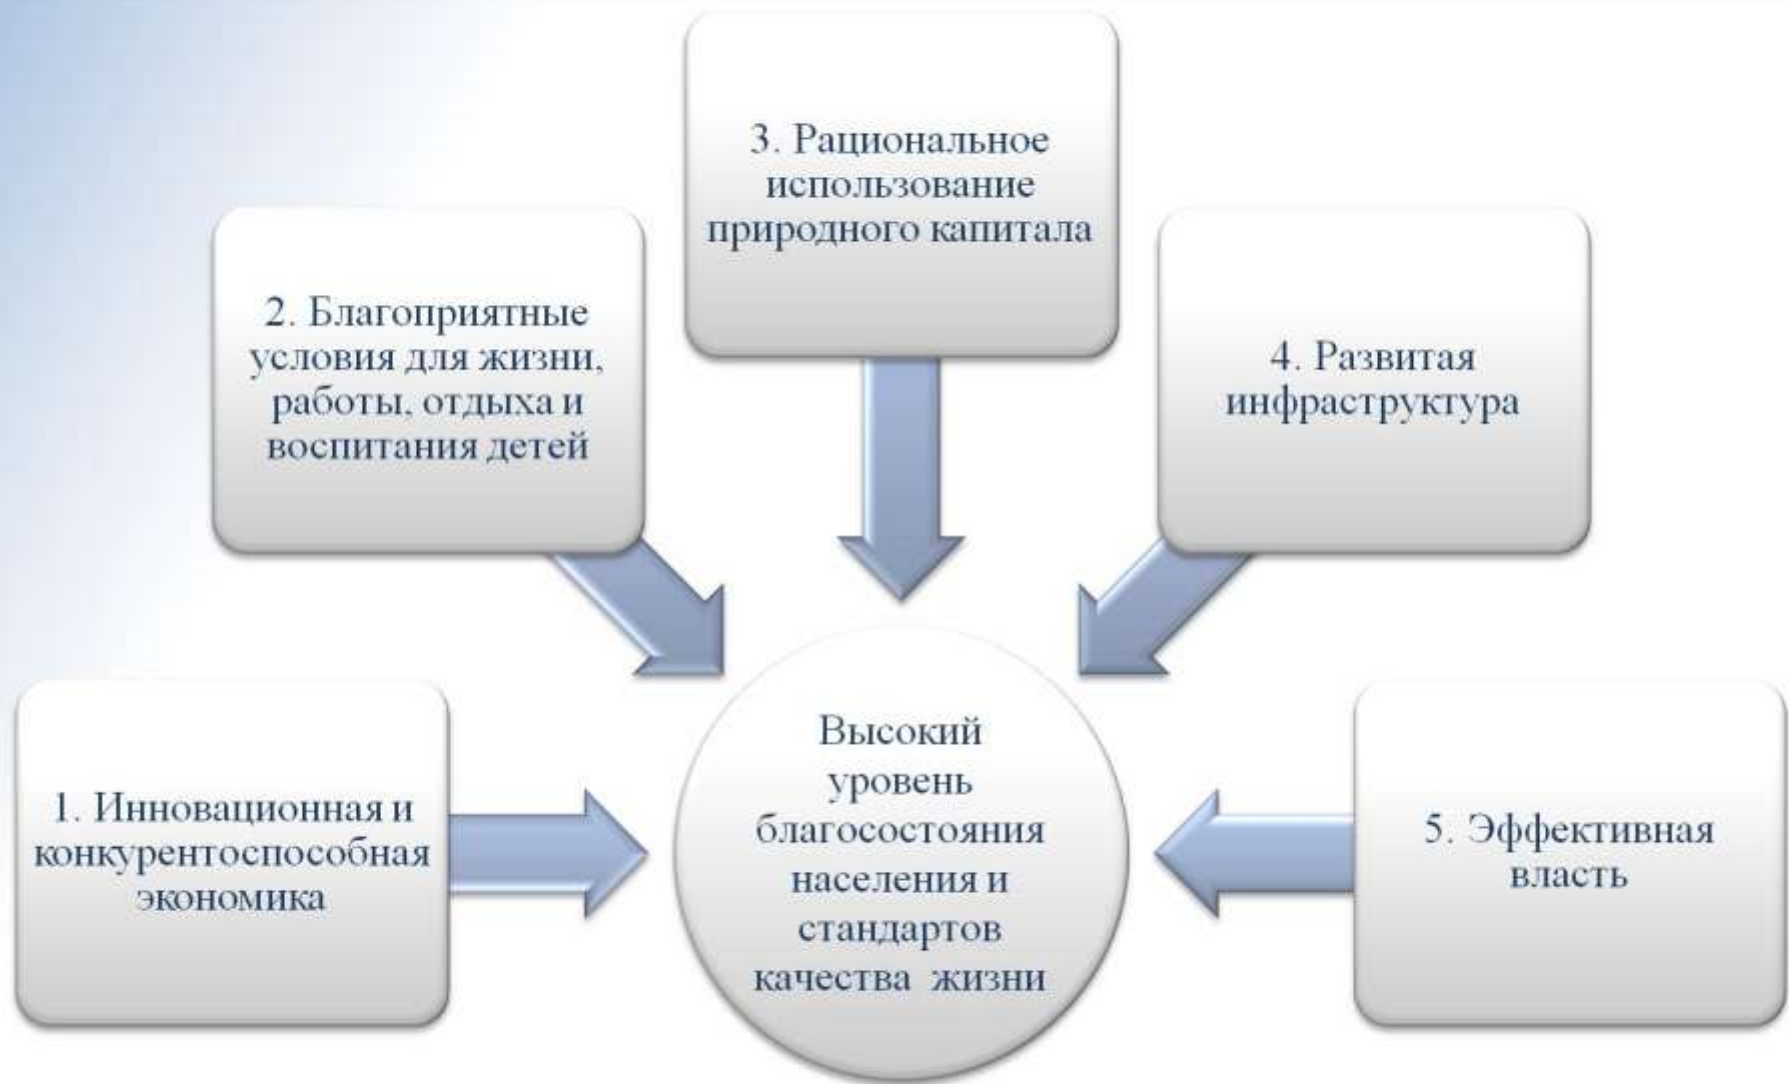 1. Инновационная и
конкурентоспособная
экономика
2. Благоприятные
условия для жизни,
работы, отдыха и
воспитания детей
3. Рациональное
использование
природного капитала
4. Развитая
инфраструктура
5. Эффективная
власть
Высокий
уровень
благосостояния
населения и
стандартов
качества жизни